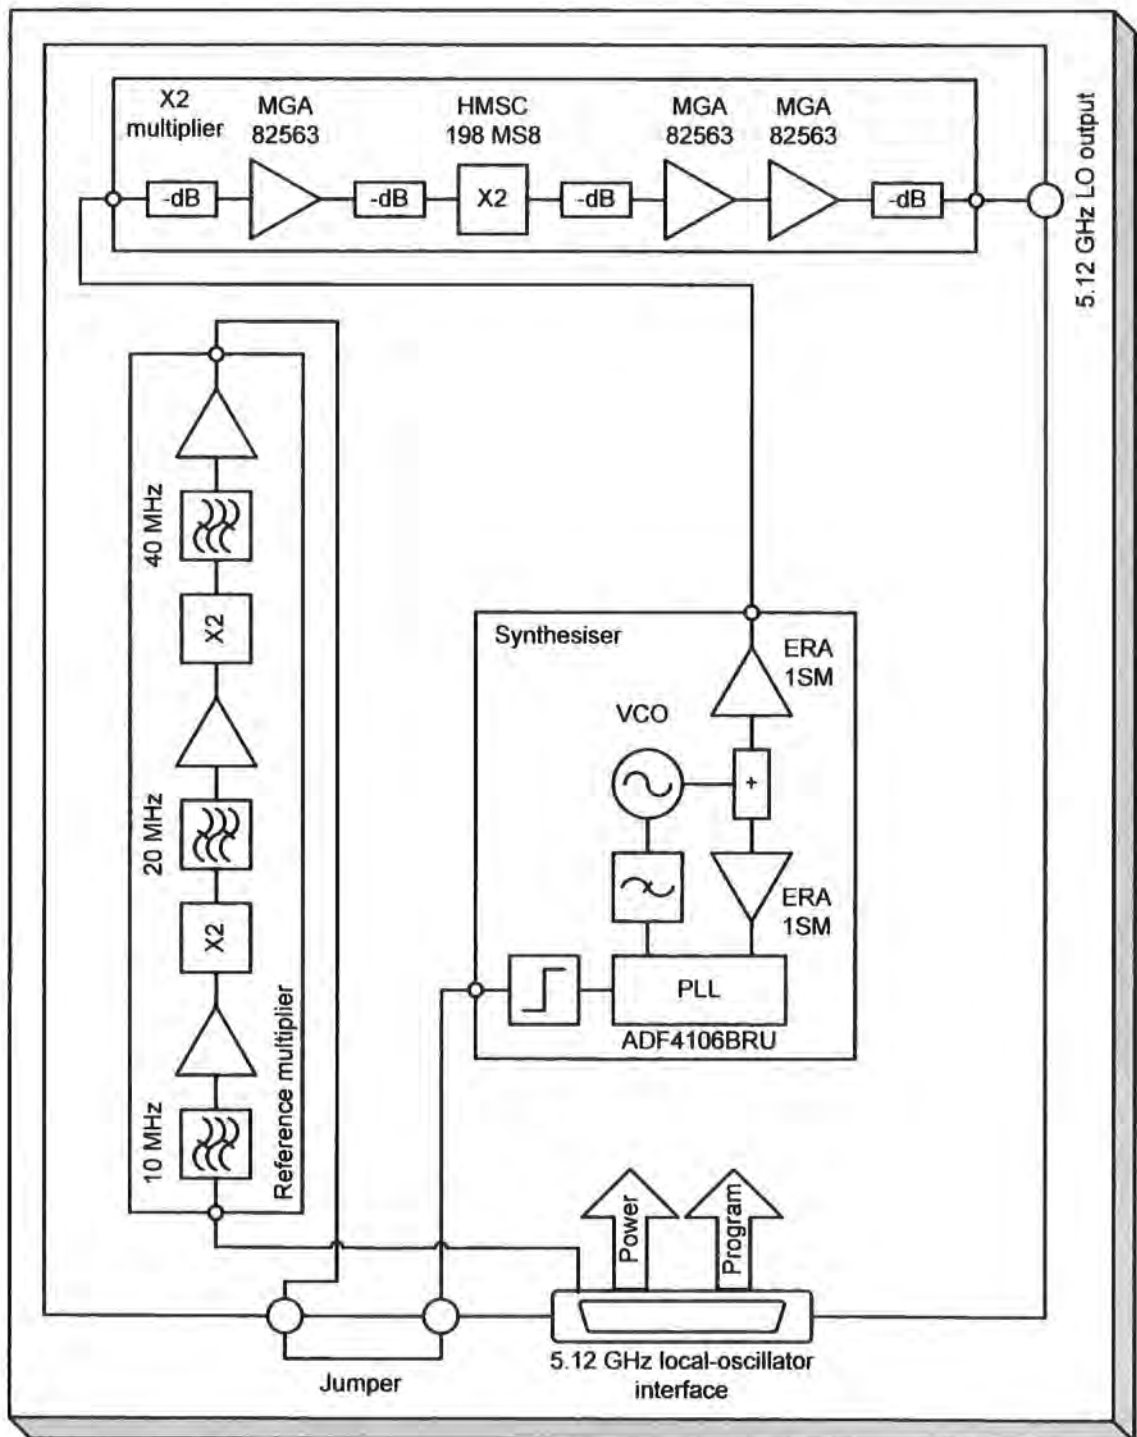 X2
multiplier
MGA
82563
HMSC
198 MS8
MGA
82563
MGA
82563
-dB
-dB
X2
-dB
-dB
5.12 GHz LO output
40 MHz
X2
20 MHz
X2
10 MHz
Reference multiplier
Synthesiser
ERA
1SM
VCO
+
ERA
1SM
PLL
ADF4106BRU
Power
Program
5.12 GHz local-oscillator
interface
Jumper